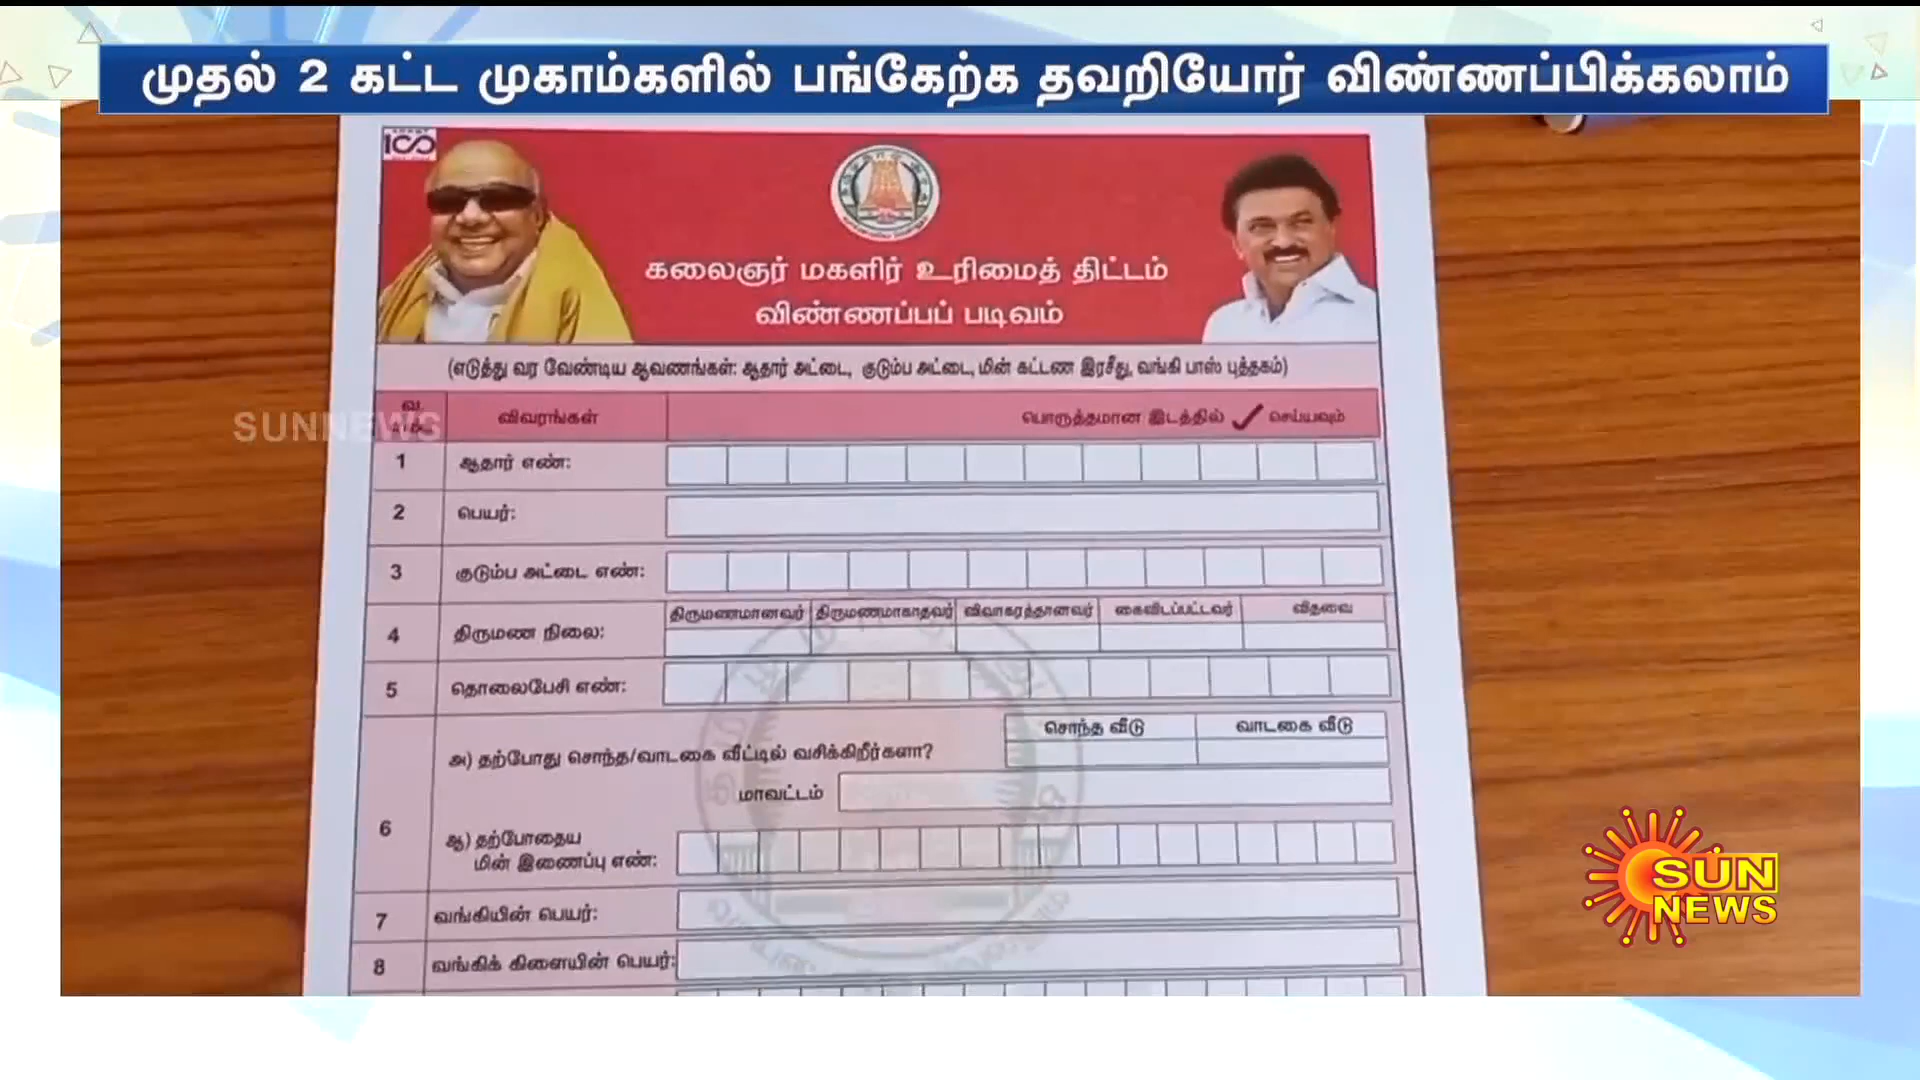 முதல் 2 கட்ட முகாம்களில் பங்கேற்க தவறியோர் விண்ணப்பிக்கலாம்
100
கலைஞர் மகளிர் உரிமைத் திட்டம்
விண்ணப்பப் படிவம்
(எடுத்து வர வேண்டிய ஆவணங்கள்: ஆதார் அட்டை, குடும்ப அட்டை, மின் கட்டண இரசீது, வங்கி பாஸ் புத்தகம்)
விவரங்கள் பொருத்தமான இடத்தில் ✓ செய்யவும்
SUN NEWS
1 ஆதார் எண்:
2 பெயர்:
3 குடும்ப அட்டை எண்:
திருமணமானவர் திருமணமாகாதவர் விவாகரத்தானவர் கைவிடப்பட்டவர் விதவை
4 திருமண நிலை:
5 தொலைபேசி எண்:
சொந்த வீடு வாடகை வீடு
அ) தற்போது சொந்த/வாடகை வீட்டில் வசிக்கிறீர்களா?
மாவட்டம்
6 ஆ) தற்போதைய
மின் இணைப்பு எண்:
7 வங்கியின் பெயர்:
8 வங்கிக் கிளையின் பெயர்:
SUN
NEWS